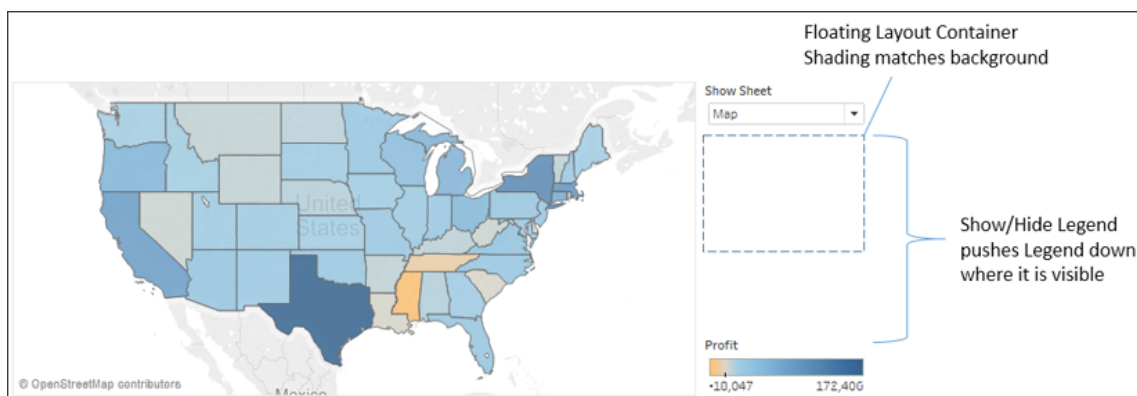 Floating Layout Container
Shading matches background
Show Sheet
Map
United
States
Show/Hide Legend
pushes Legend down
where it is visible
Profit
-10,047 172,406
© OpenStreetMap contributors
Mexico